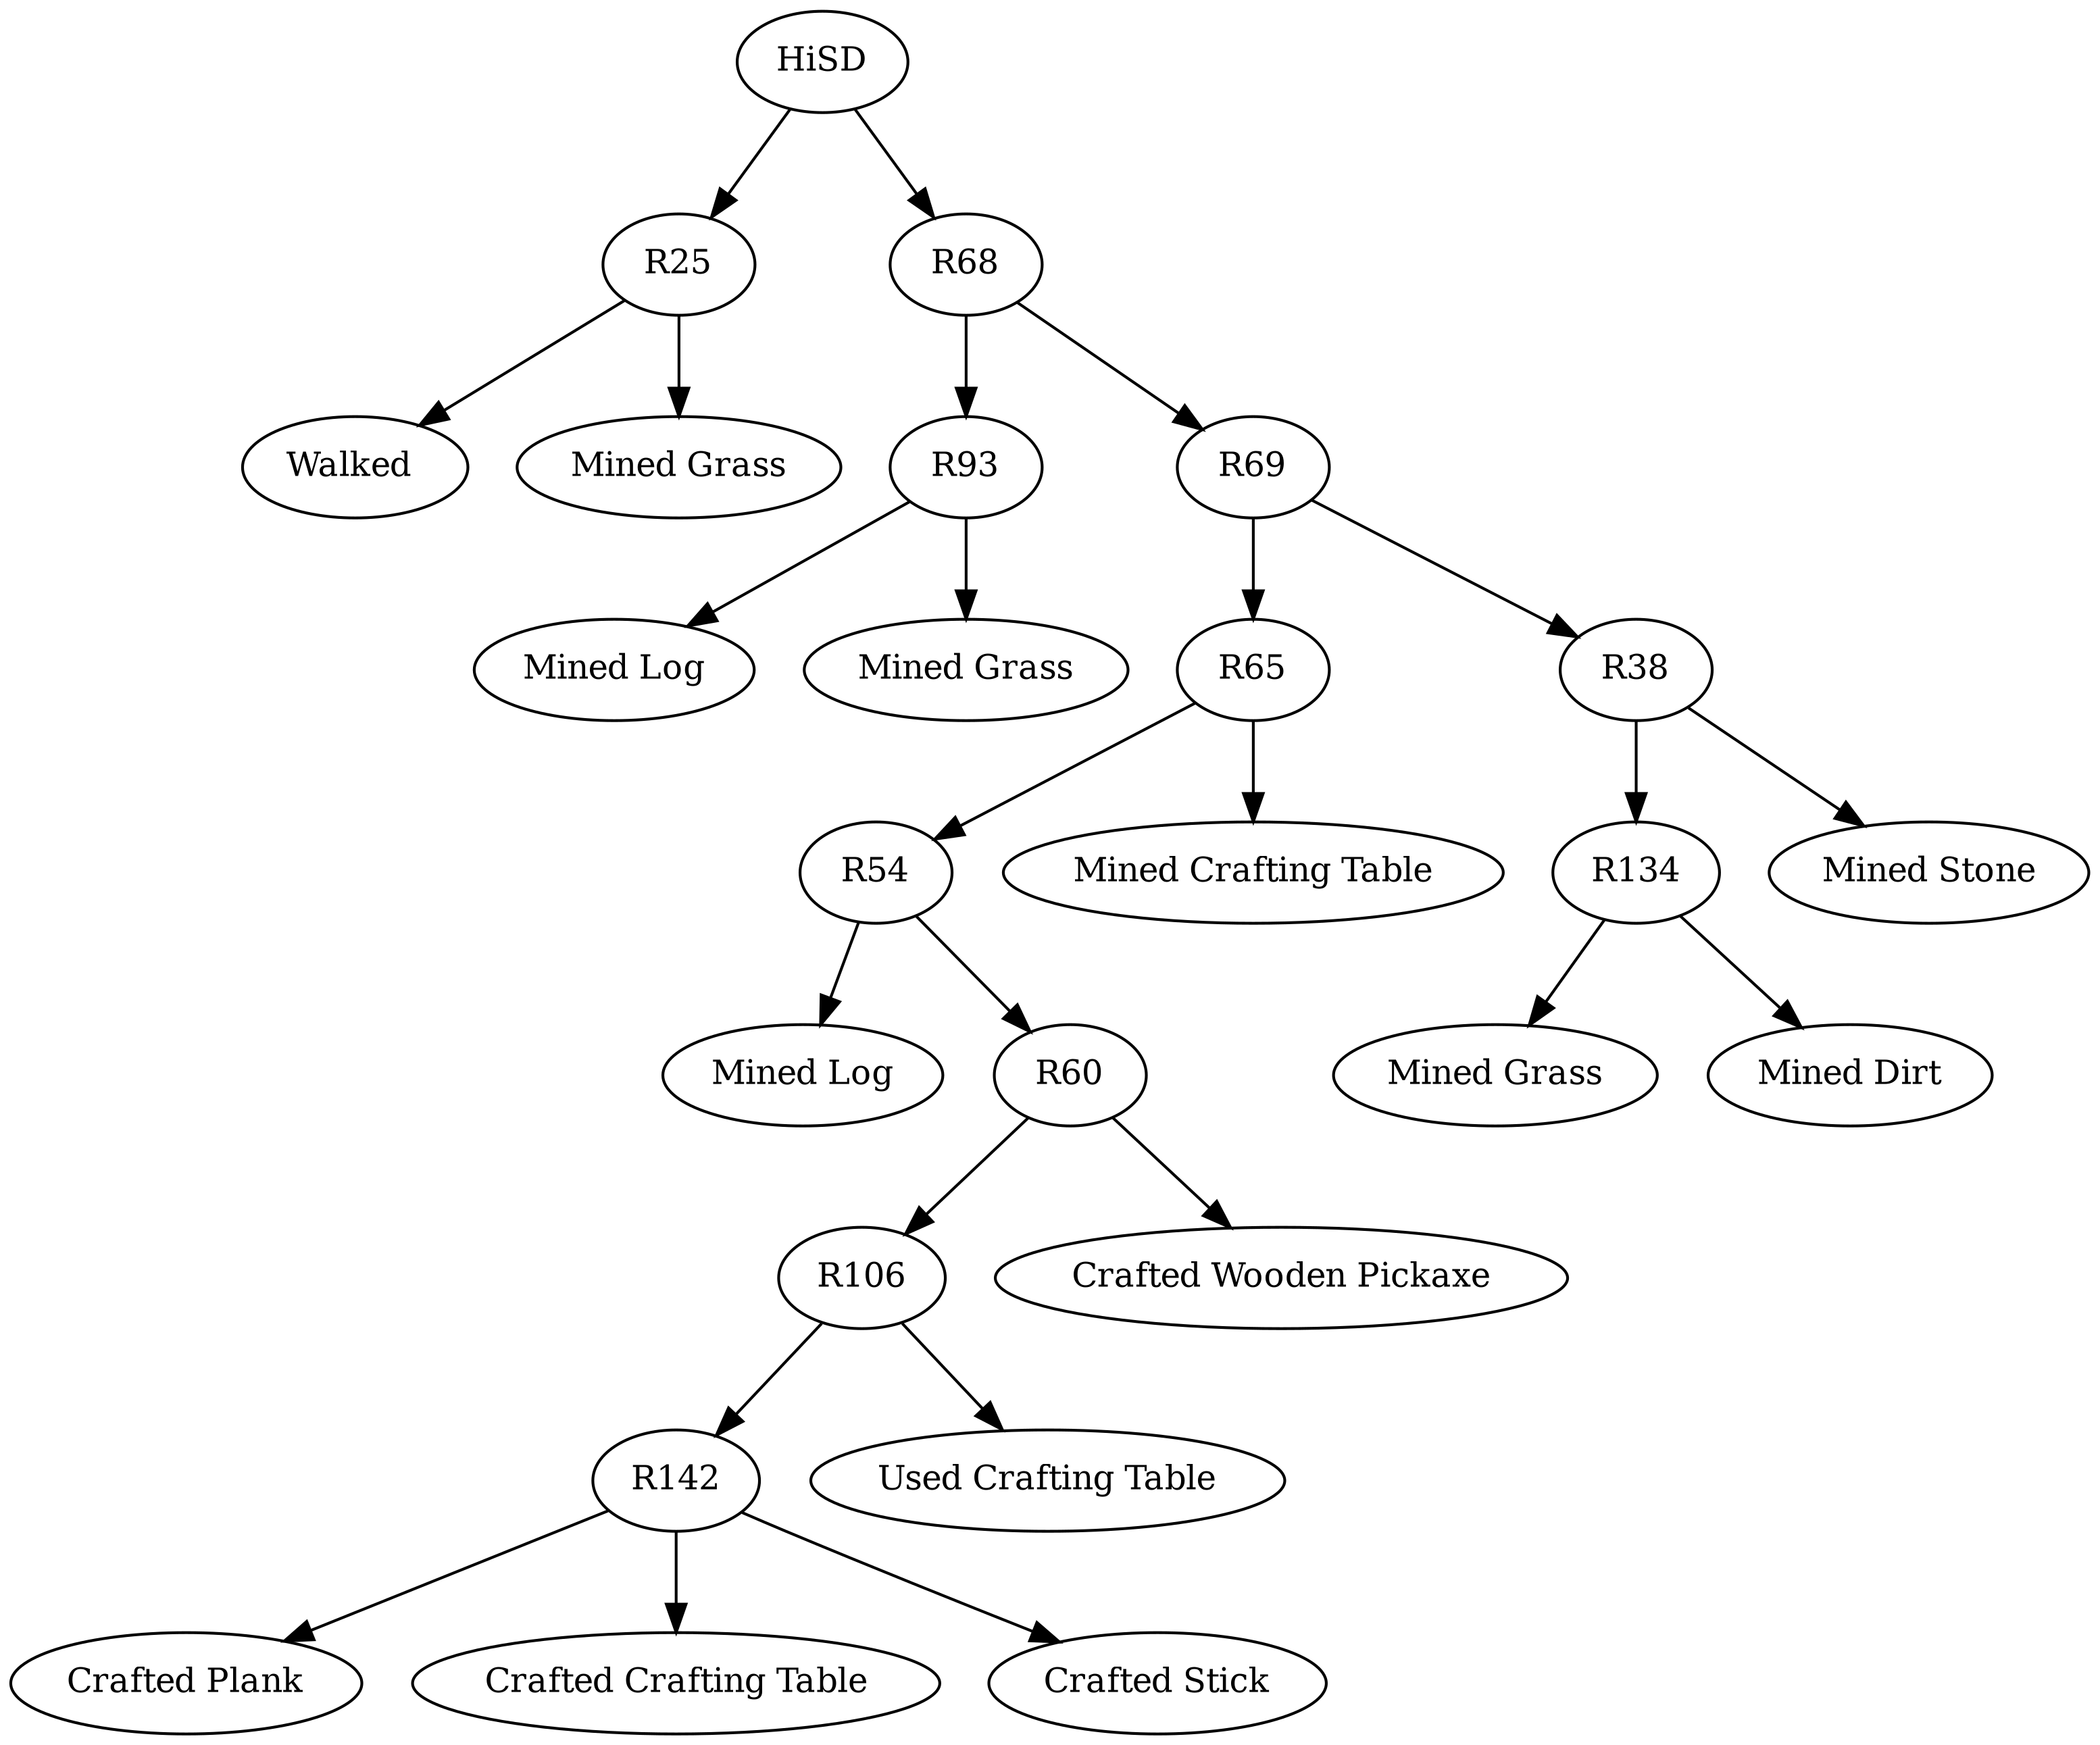 HiSD
R25
R68
Walked
Mined Grass
R93
R69
Mined Log
Mined Grass
R65
R38
R54
Mined Crafting Table
R134
Mined Stone
Mined Log
R60
Mined Grass
Mined Dirt
R106
Crafted Wooden Pickaxe
R142
Used Crafting Table
Crafted Plank
Crafted Crafting Table
Crafted Stick